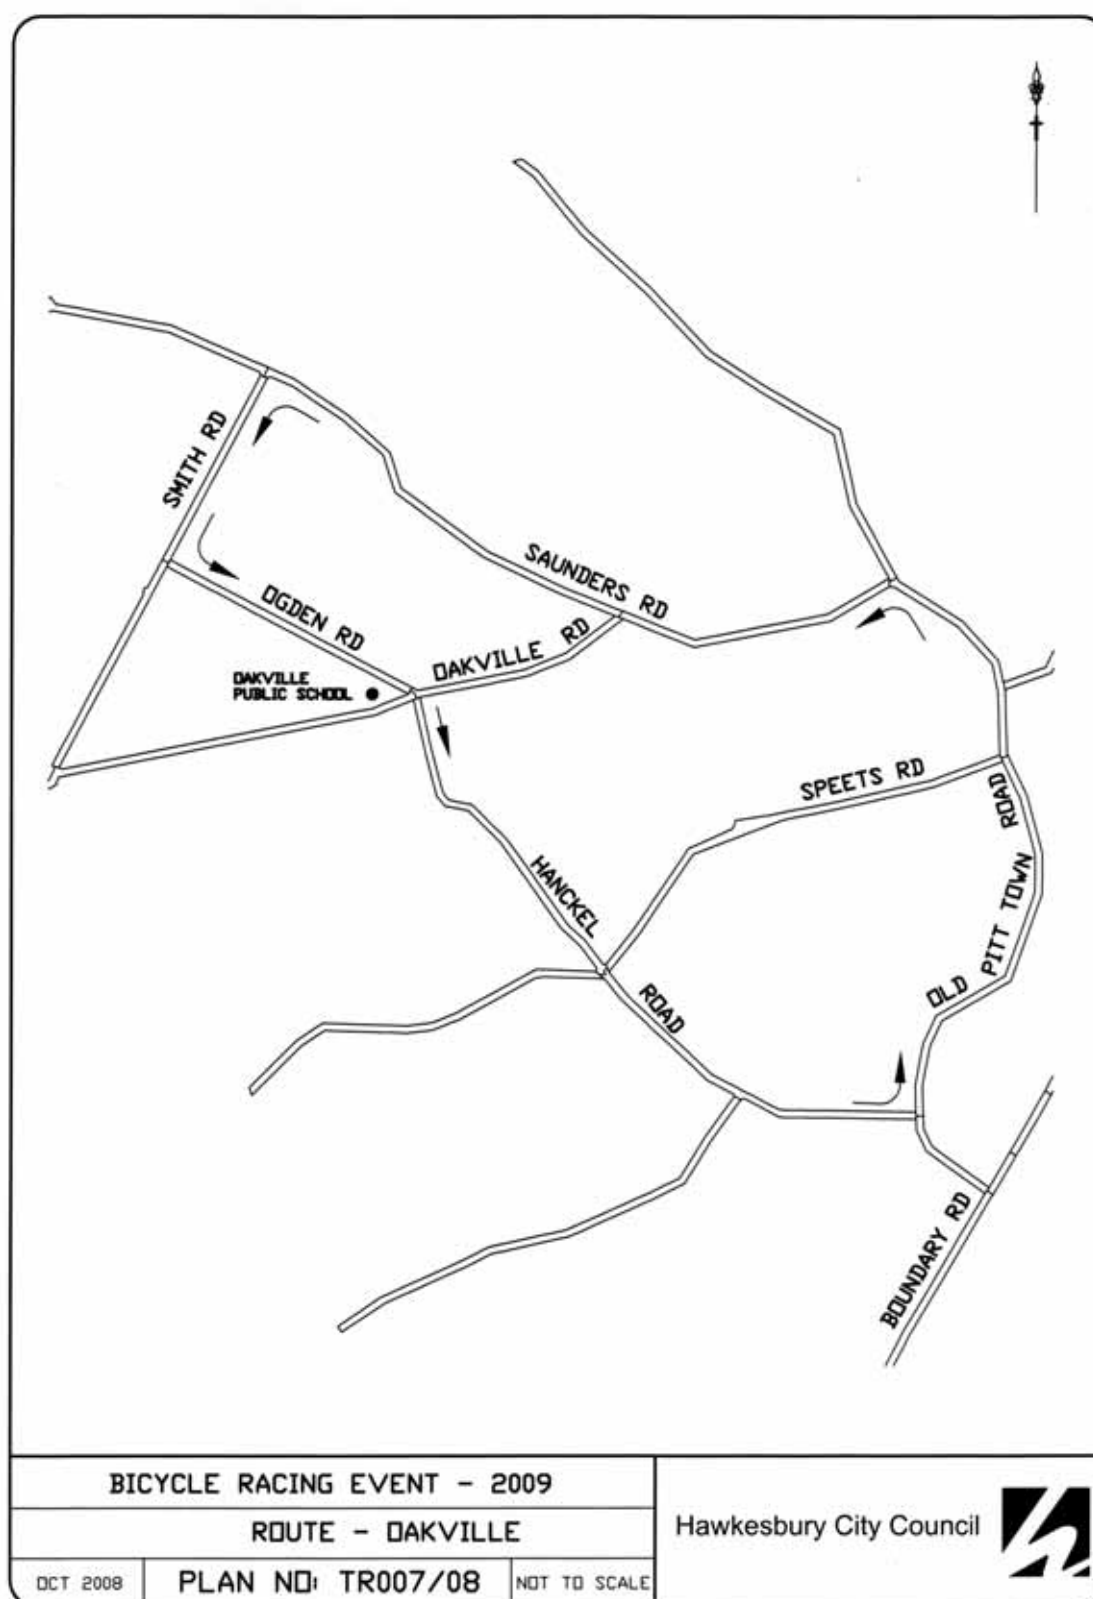 SMITH RD
SAUNDERS RD
OGDEN RD
OAKVILLE RD
OAKVILLE
PUBLIC SCHOOL
SPEETS RD
HANCKEL
ROAD
OLD PITT TOWN ROAD
BOUNDARY RD
BICYCLE RACING EVENT - 2009
ROUTE - OAKVILLE
OCT 2008
PLAN NO: TR007/08
NOT TO SCALE
Hawkesbury City Council